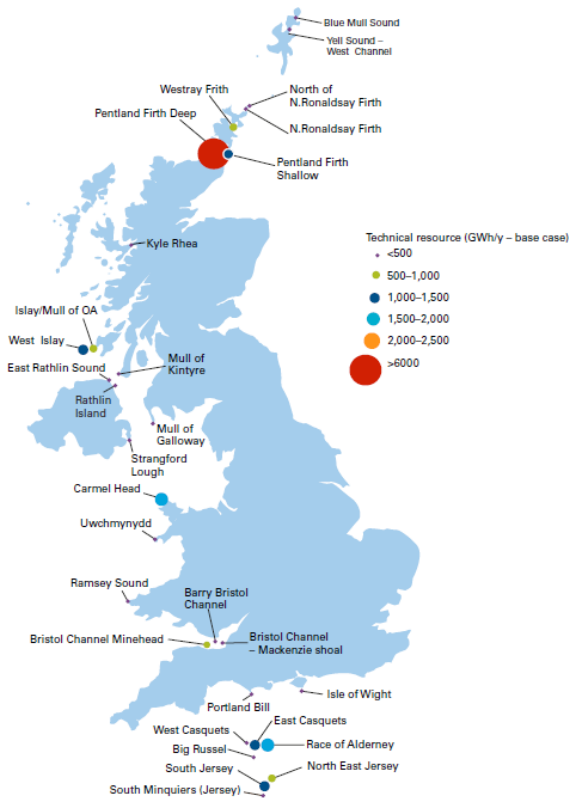 Blue Mull Sound
Yell Sound –
West Channel
Westray Frith
North of
N.Ronaldsay Firth
Pentland Firth Deep
N.Ronaldsay Firth
Pentland Firth
Shallow
Kyle Rhea
Technical resource (GWh/y – base case)
<500
500–1,000
1,000–1,500
1,500–2,000
2,000–2,500
>6000
Islay/Mull of OA
West Islay
East Rathlin Sound
Mull of
Kintyre
Rathlin
Island
Mull of
Galloway
Strangford
Lough
Carmel Head
Uwchmynydd
Ramsey Sound
Barry Bristol
Channel
Bristol Channel Minehead
Bristol Channel
– Mackenzie shoal
Isle of Wight
Portland Bill
East Casquets
West Casquets
Race of Alderney
Big Russel
South Jersey
North East Jersey
South Minquiers (Jersey)